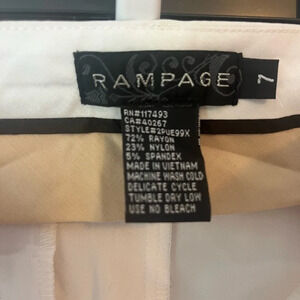 RAMPAGE
7
RN#117493
CA#40267
STYLE#2PUE99X
72% RAYON
23% NYLON
5% SPANDEX
MADE IN VIETNAM
MACHINE WASH COLD
DELICATE CYCLE
TUMBLE DRY LOW
USE NO BLEACH